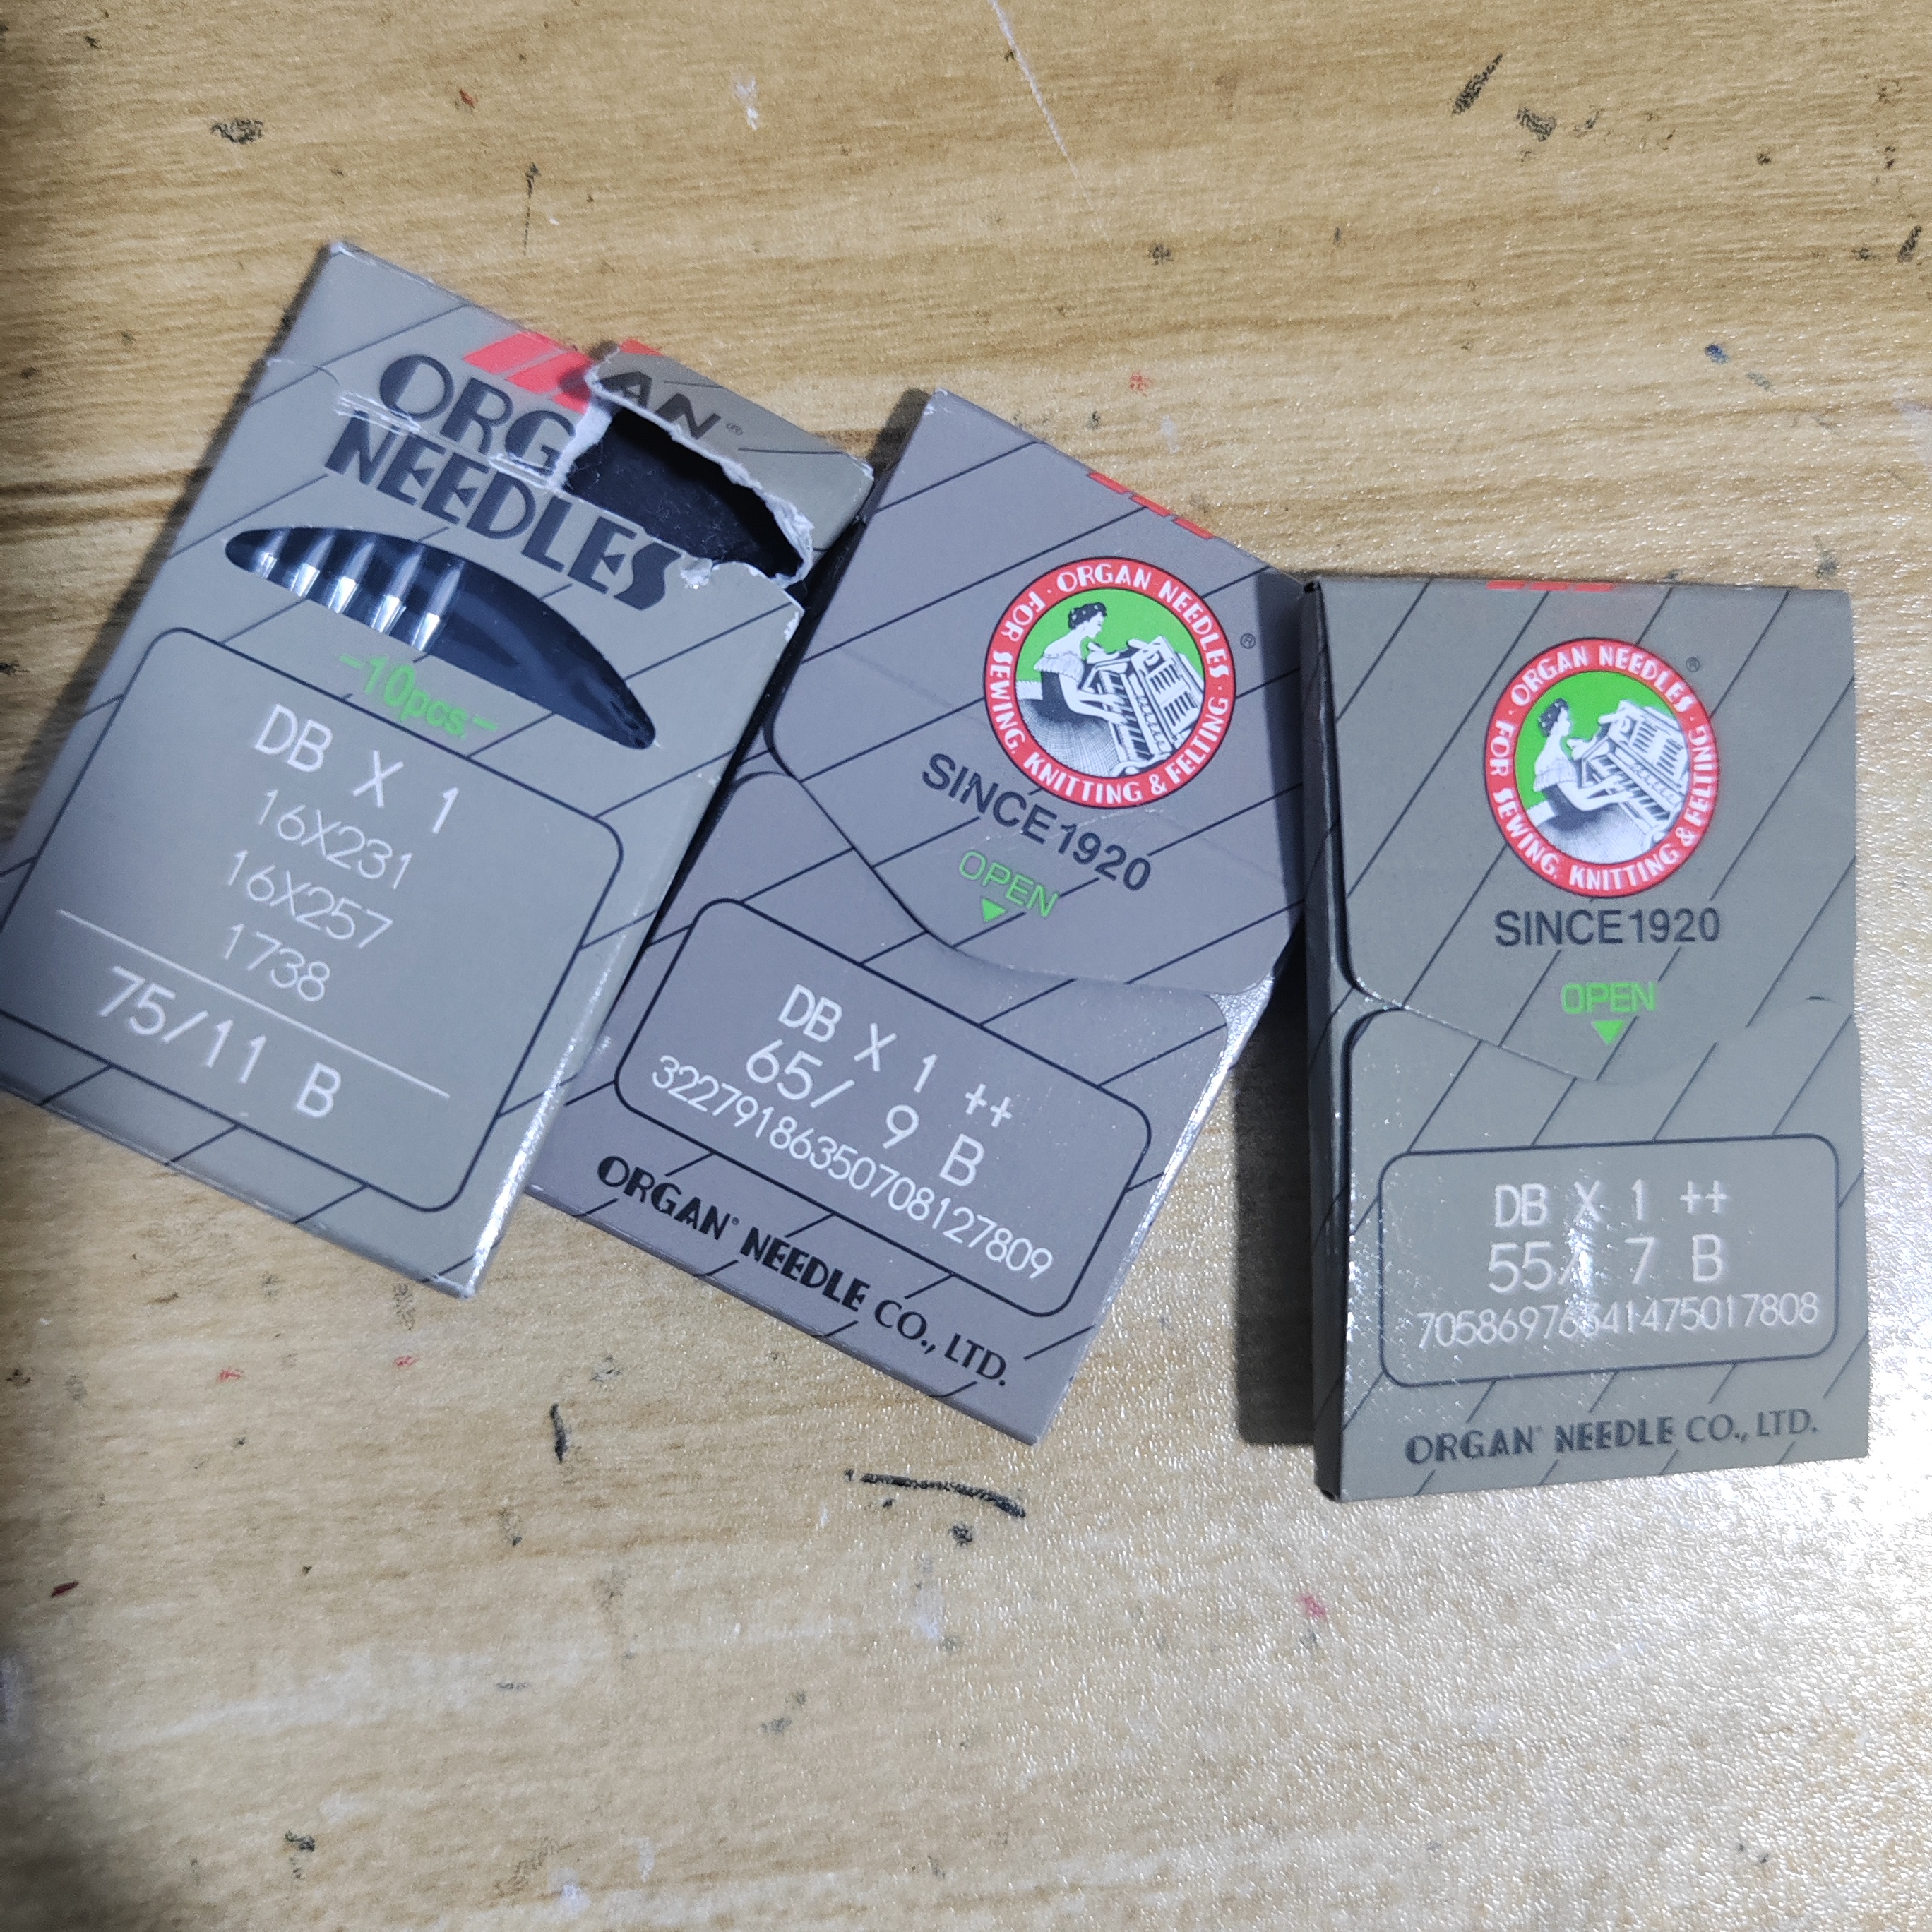 ORGAN®
NEEDLES
-10pcs.-
DB X 1
16X231
16X257
1738
75/11 B
· ORGAN NEEDLES · FOR SEWING, KNITTING & FELTING
®
SINCE1920
OPEN
DB X 1 ++
65/ 9 B
32279186350708127809
ORGAN® NEEDLE CO., LTD.
· ORGAN NEEDLES · FOR SEWING, KNITTING & FELTING
®
SINCE1920
OPEN
DB X 1 ++
55/ 7 B
ORGAN® NEEDLE CO., LTD.